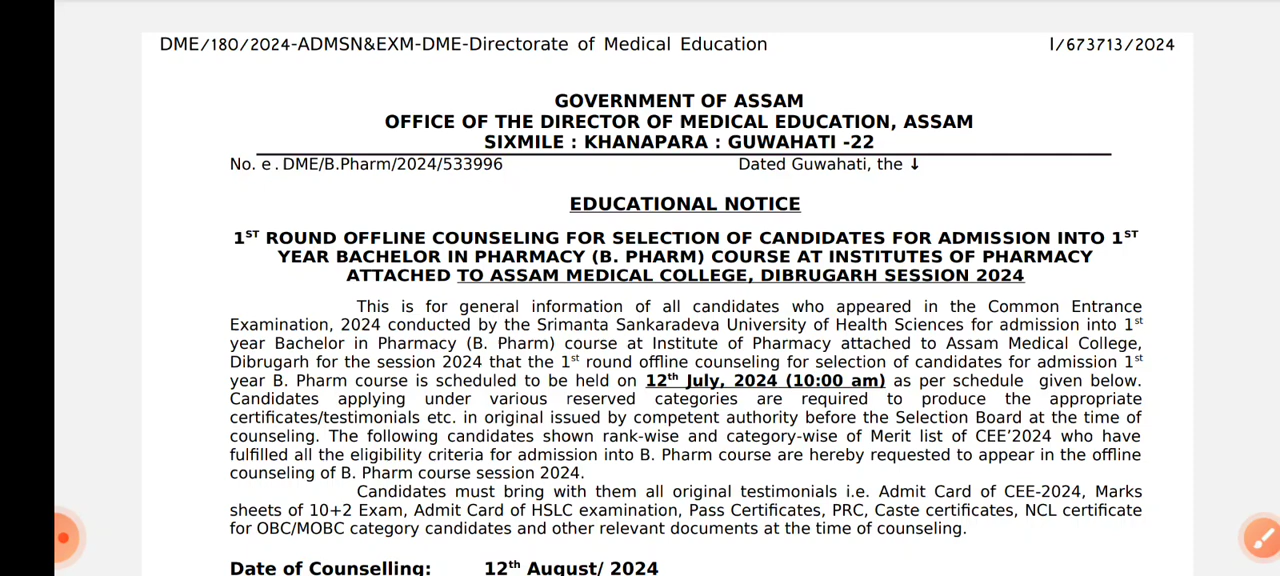 DME/180/2024-ADMSN&EXM-DME-Directorate of Medical Education I/673713/2024
GOVERNMENT OF ASSAM
OFFICE OF THE DIRECTOR OF MEDICAL EDUCATION, ASSAM
SIXMILE : KHANAPARA : GUWAHATI -22
No. e . DME/B.Pharm/2024/533996 Dated Guwahati, the ↓
EDUCATIONAL NOTICE
1ST ROUND OFFLINE COUNSELING FOR SELECTION OF CANDIDATES FOR ADMISSION INTO 1ST
YEAR BACHELOR IN PHARMACY (B. PHARM) COURSE AT INSTITUTES OF PHARMACY
ATTACHED TO ASSAM MEDICAL COLLEGE, DIBRUGARH SESSION 2024
This is for general information of all candidates who appeared in the Common Entrance
Examination, 2024 conducted by the Srimanta Sankaradeva University of Health Sciences for admission into 1st
year Bachelor in Pharmacy (B. Pharm) course at Institute of Pharmacy attached to Assam Medical College,
Dibrugarh for the session 2024 that the 1st round offline counseling for selection of candidates for admission 1st
year B. Pharm course is scheduled to be held on 12th July, 2024 (10:00 am) as per schedule given below.
Candidates applying under various reserved categories are required to produce the appropriate
certificates/testimonials etc. in original issued by competent authority before the Selection Board at the time of
counseling. The following candidates shown rank-wise and category-wise of Merit list of CEE'2024 who have
fulfilled all the eligibility criteria for admission into B. Pharm course are hereby requested to appear in the offline
counseling of B. Pharm course session 2024.
Candidates must bring with them all original testimonials i.e. Admit Card of CEE-2024, Marks
sheets of 10+2 Exam, Admit Card of HSLC examination, Pass Certificates, PRC, Caste certificates, NCL certificate
for OBC/MOBC category candidates and other relevant documents at the time of counseling.
Date of Counselling: 12th August/ 2024